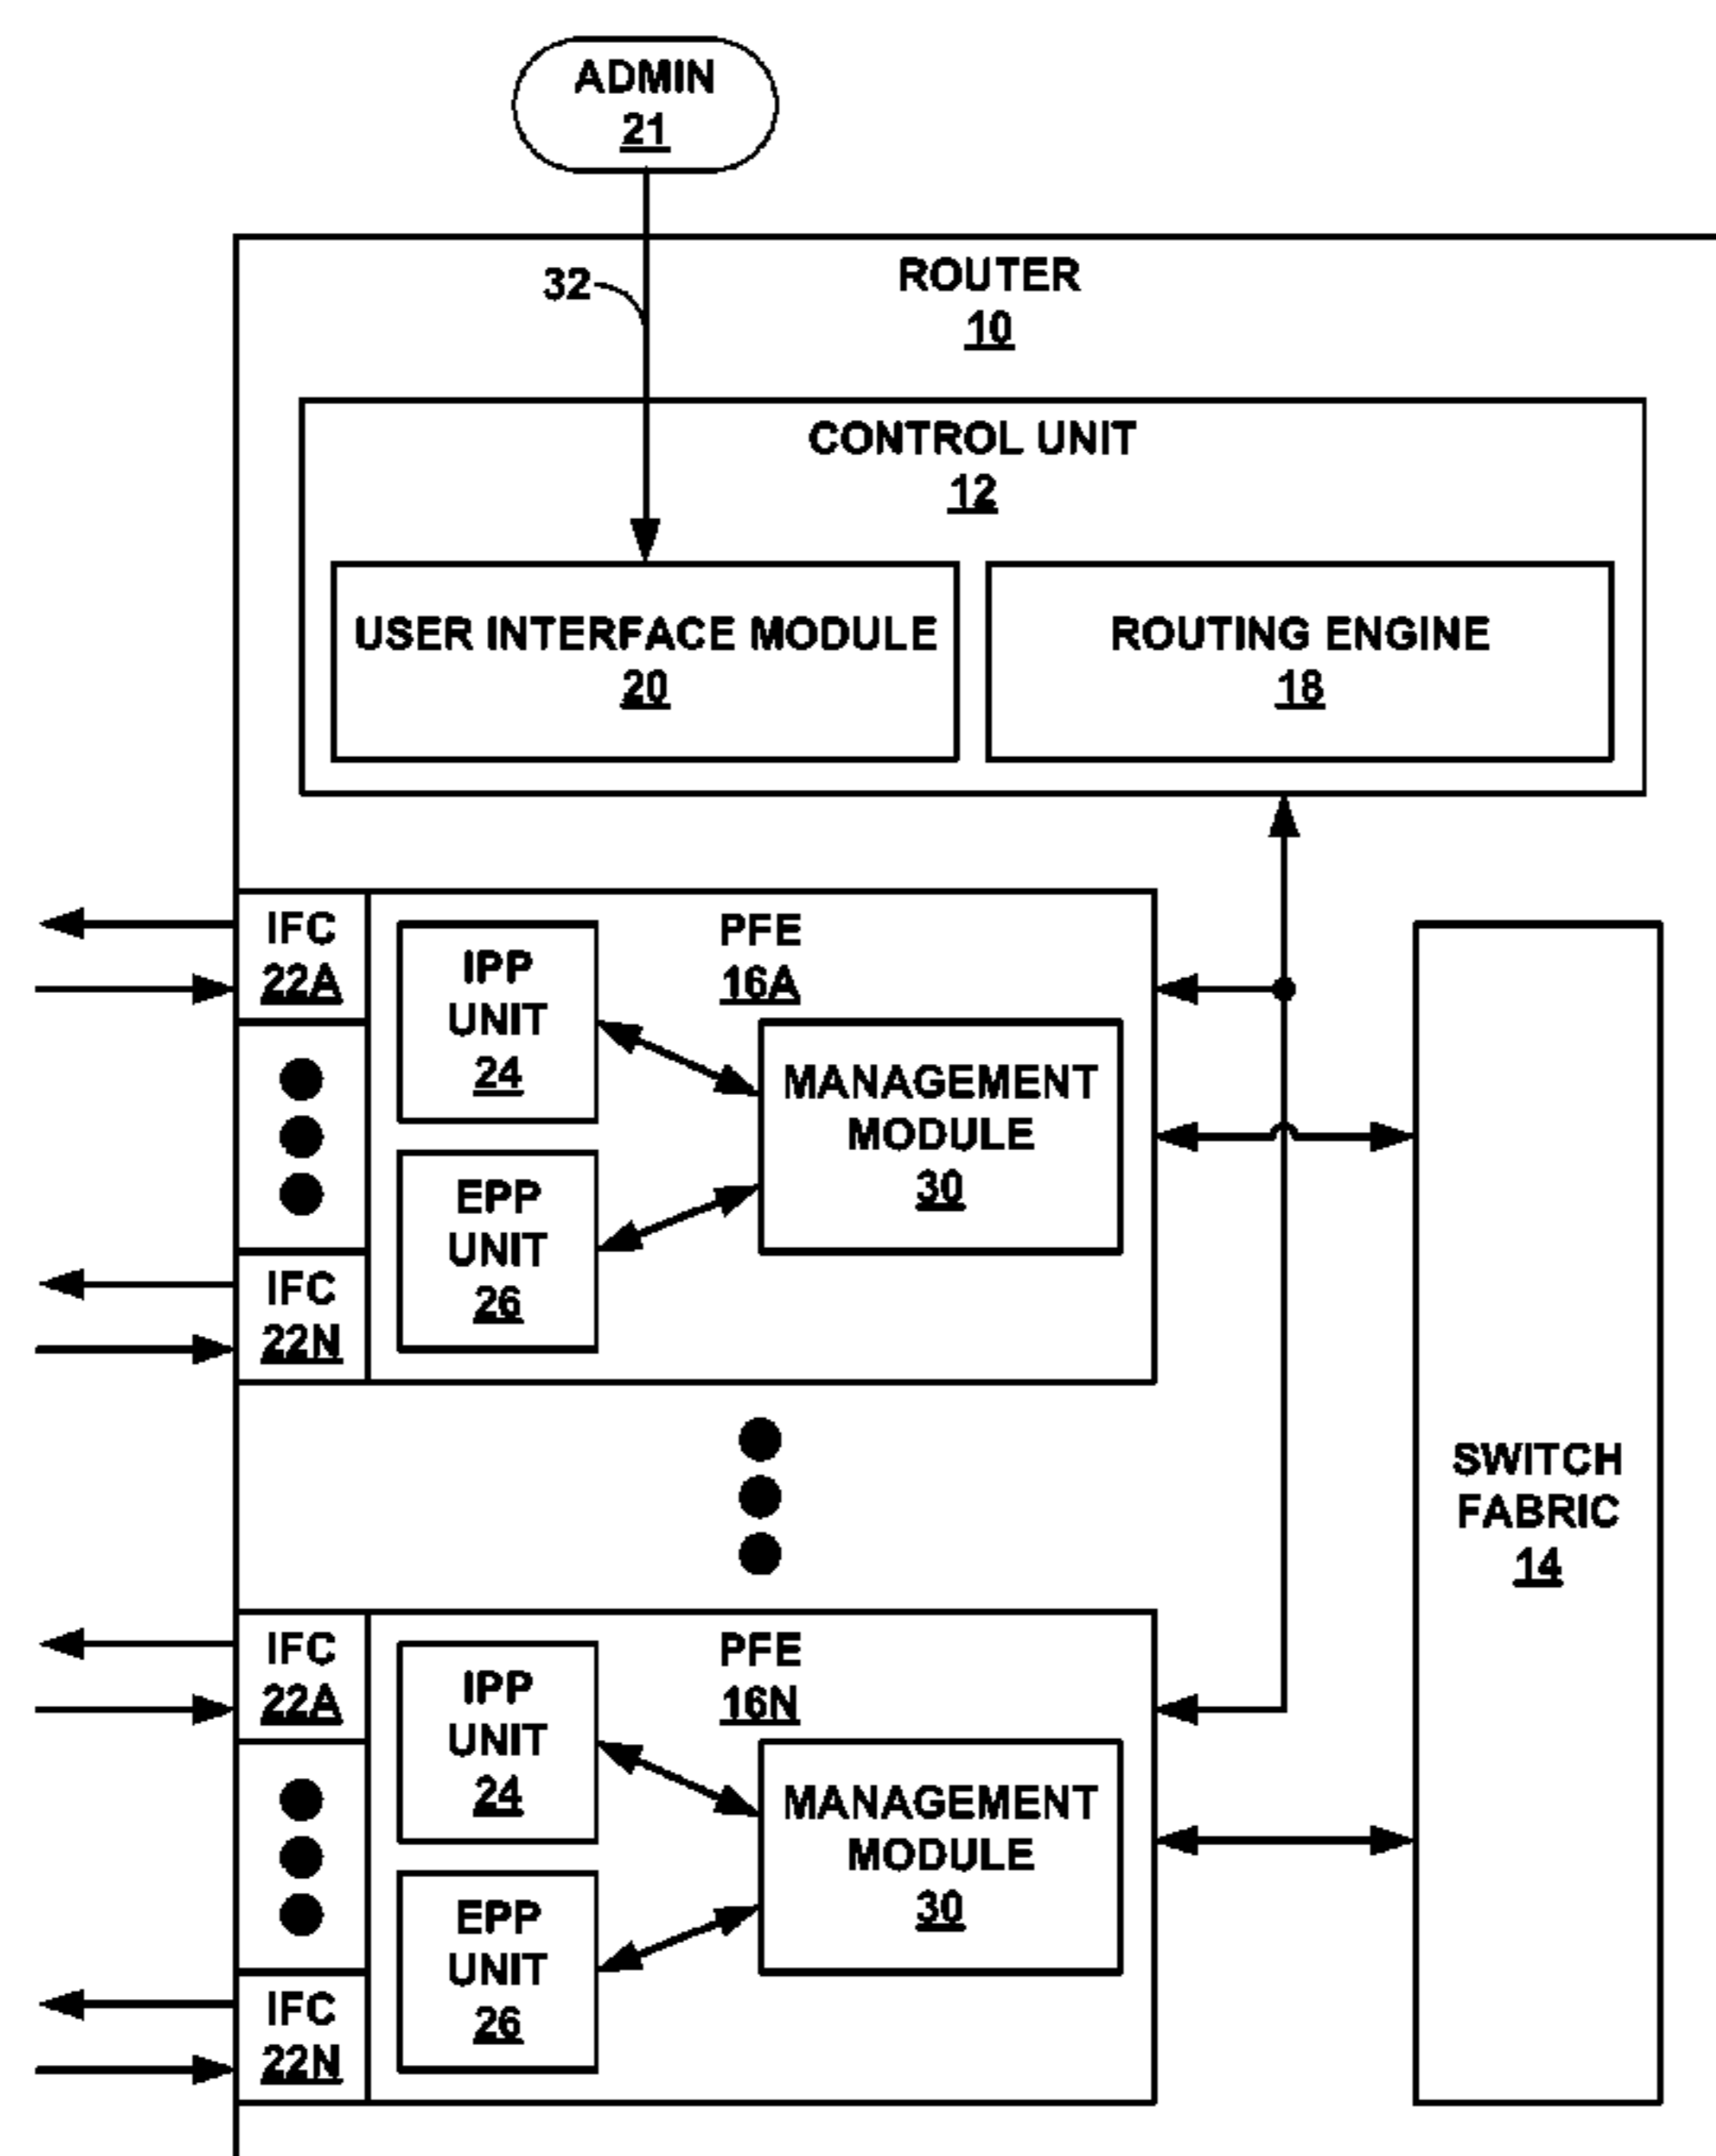 ADMIN
21
32
ROUTER
10
CONTROL UNIT
12
USER INTERFACE MODULE
20
ROUTING ENGINE
18
IFC
22A
IPP
UNIT
24
PFE
16A
MANAGEMENT
MODULE
30
EPP
UNIT
26
IFC
22N
SWITCH
FABRIC
14
IFC
22A
IPP
UNIT
24
PFE
16N
MANAGEMENT
MODULE
30
EPP
UNIT
26
IFC
22N